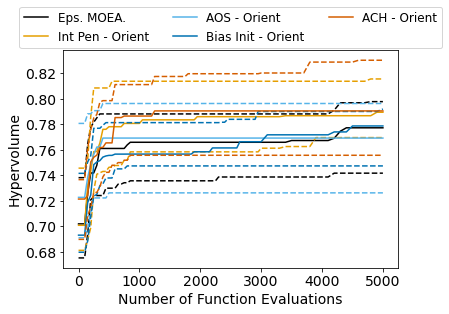 Eps. MOEA.
Int Pen - Orient
AOS - Orient
Bias Init - Orient
ACH - Orient
Hypervolume
0.82
0.80
0.78
0.76
0.74
0.72
0.70
0.68
0 1000 2000 3000 4000 5000
Number of Function Evaluations